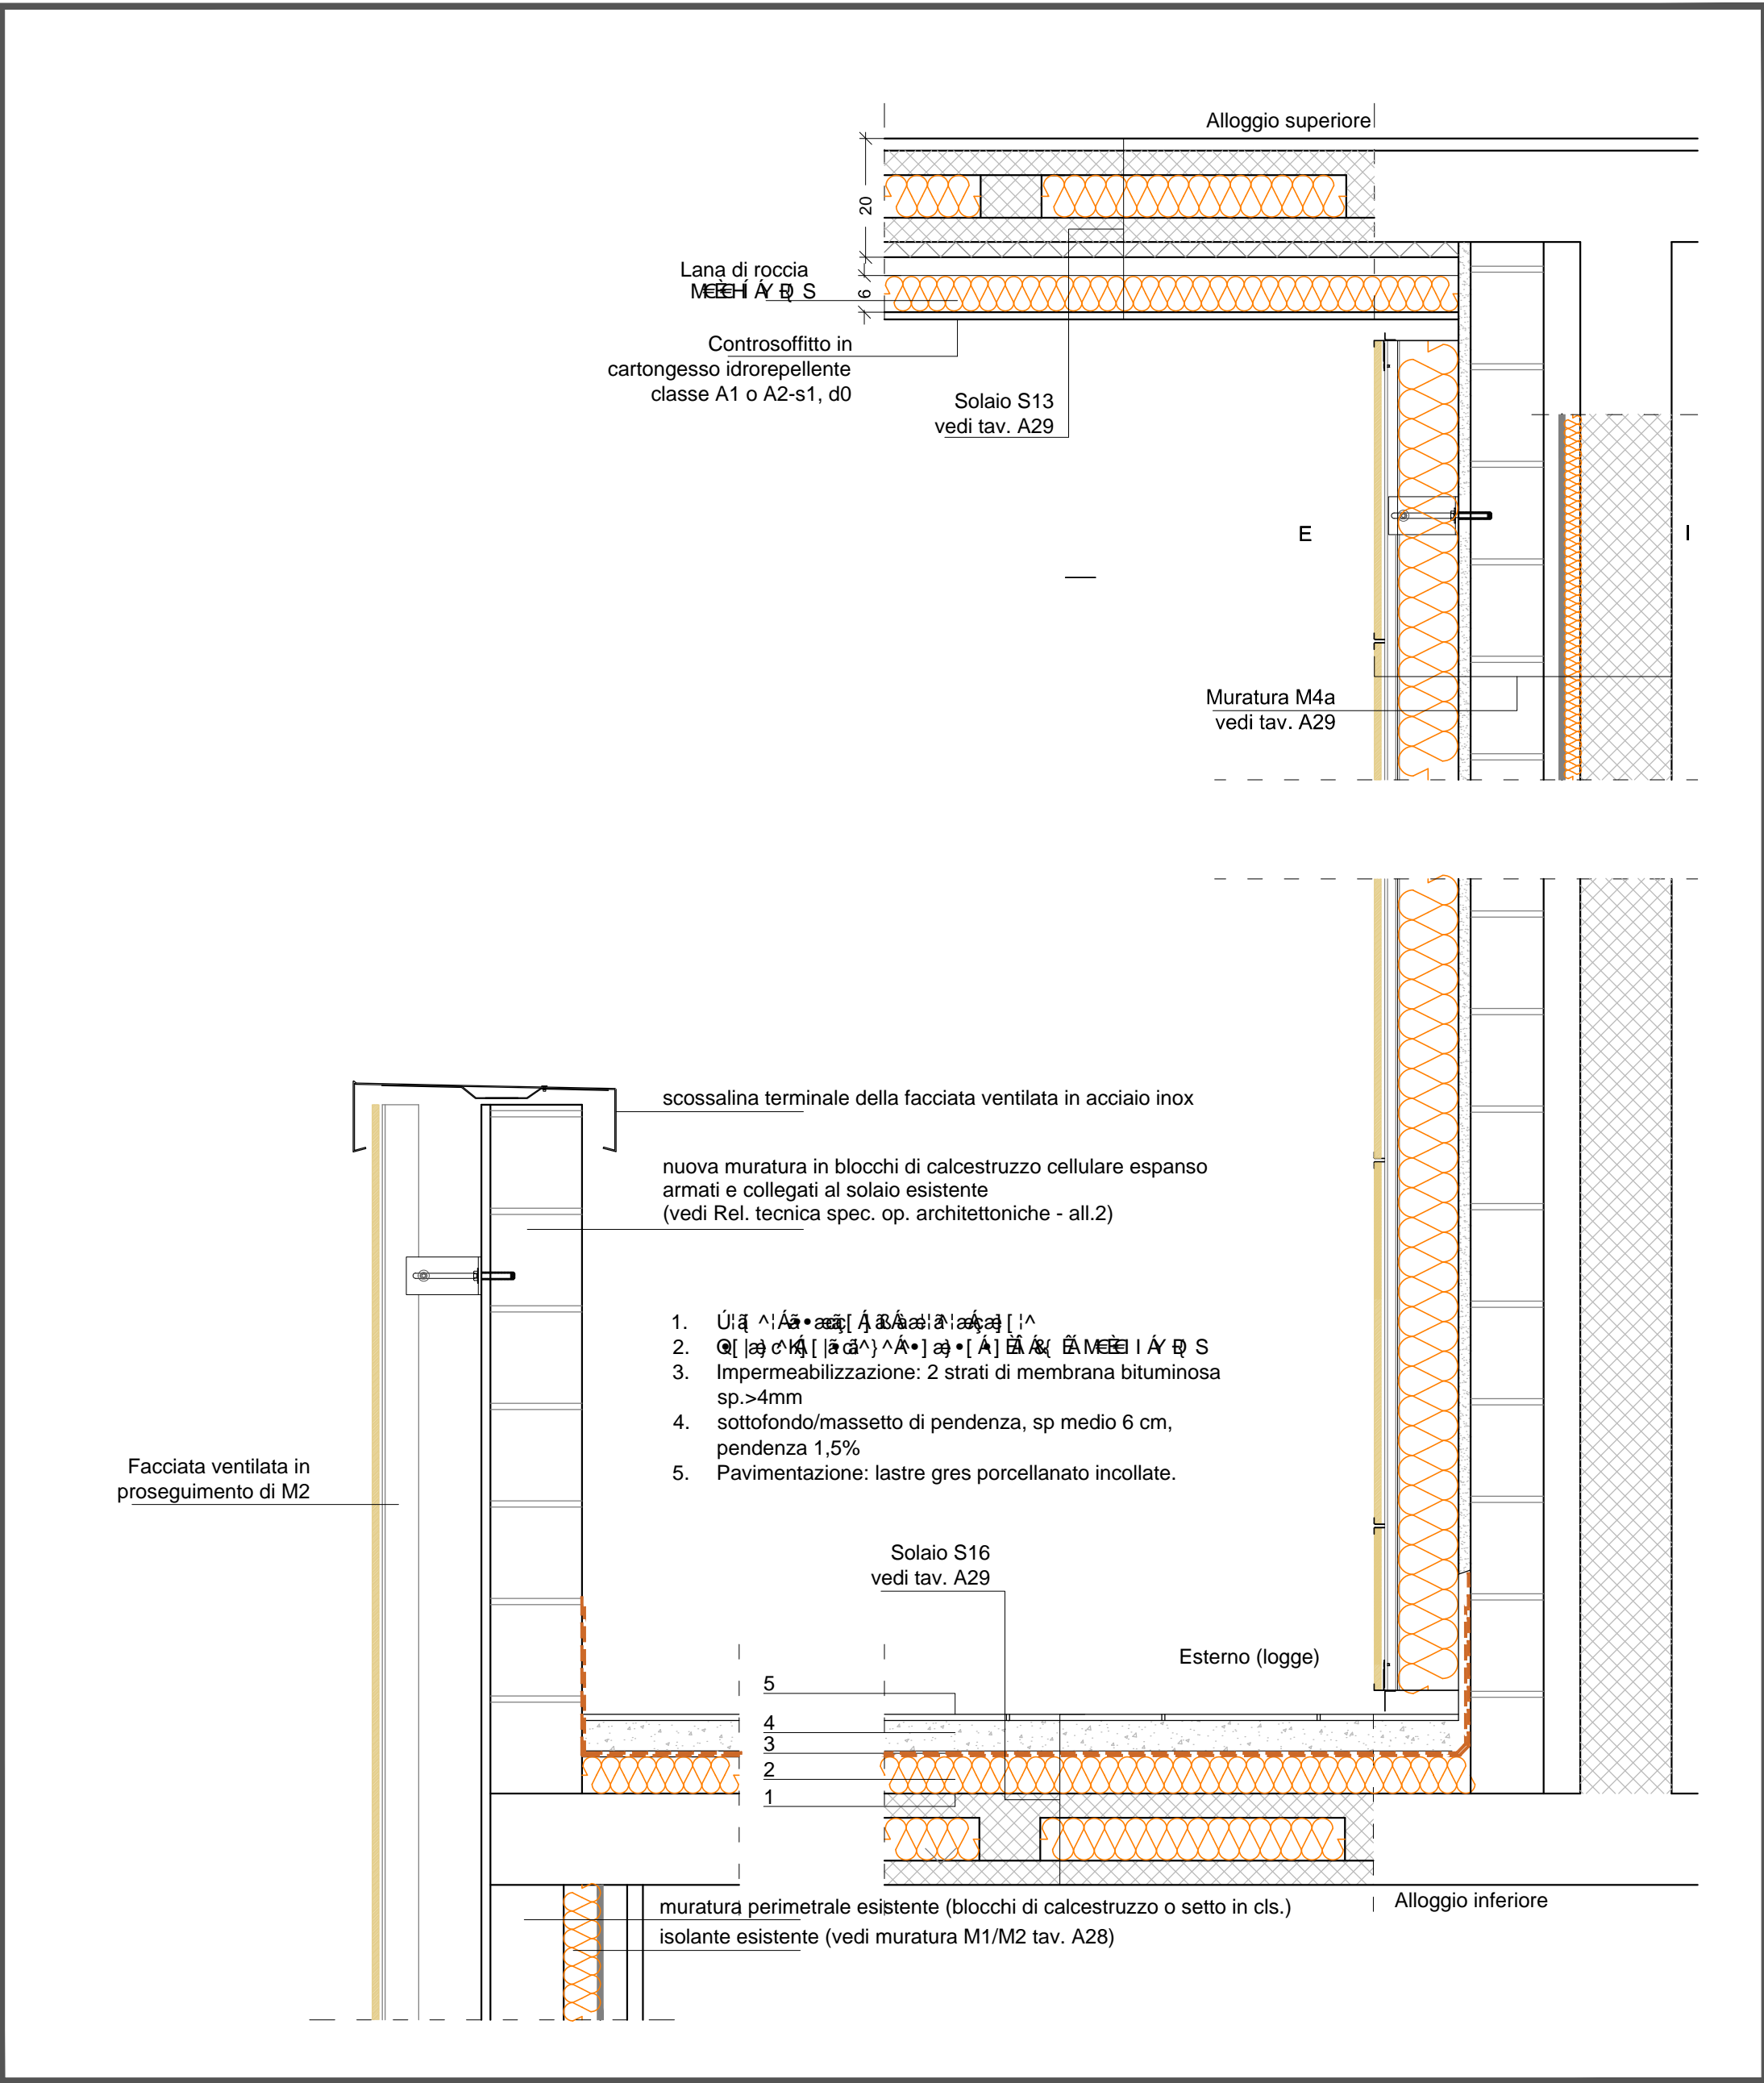 Alloggio superiore
20
Lana di roccia
6
Controsoffitto in
cartongesso idrorepellente
classe A1 o A2-s1, d0
Solaio S13
vedi tav. A29
E
I
Muratura M4a
vedi tav. A29
scossalina terminale della facciata ventilata in acciaio inox
nuova muratura in blocchi di calcestruzzo cellulare espanso
armati e collegati al solaio esistente
(vedi Rel. tecnica spec. op. architettoniche - all.2)
1.
2.
3. Impermeabilizzazione: 2 strati di membrana bituminosa
sp.>4mm
4. sottofondo/massetto di pendenza, sp medio 6 cm,
pendenza 1,5%
5. Pavimentazione: lastre gres porcellanato incollate.
Facciata ventilata in
proseguimento di M2
Solaio S16
vedi tav. A29
Esterno (logge)
5
4
3
2
1
muratura perimetrale esistente (blocchi di calcestruzzo o setto in cls.)
isolante esistente (vedi muratura M1/M2 tav. A28)
Alloggio inferiore